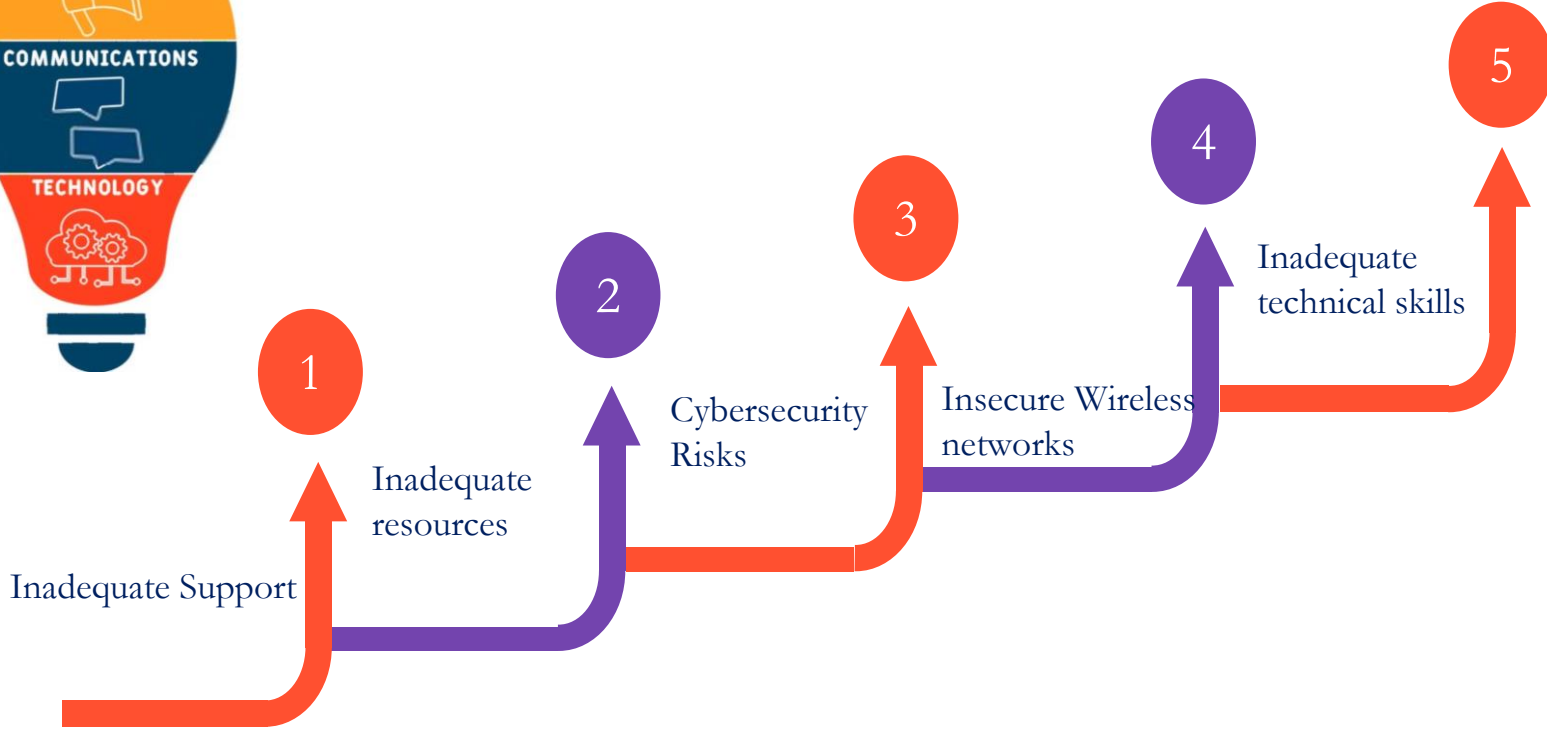 COMMUNICATIONS
TECHNOLOGY
1
Inadequate Support
2
Inadequate
resources
3
Cybersecurity
Risks
4
Insecure Wireless
networks
5
Inadequate
technical skills